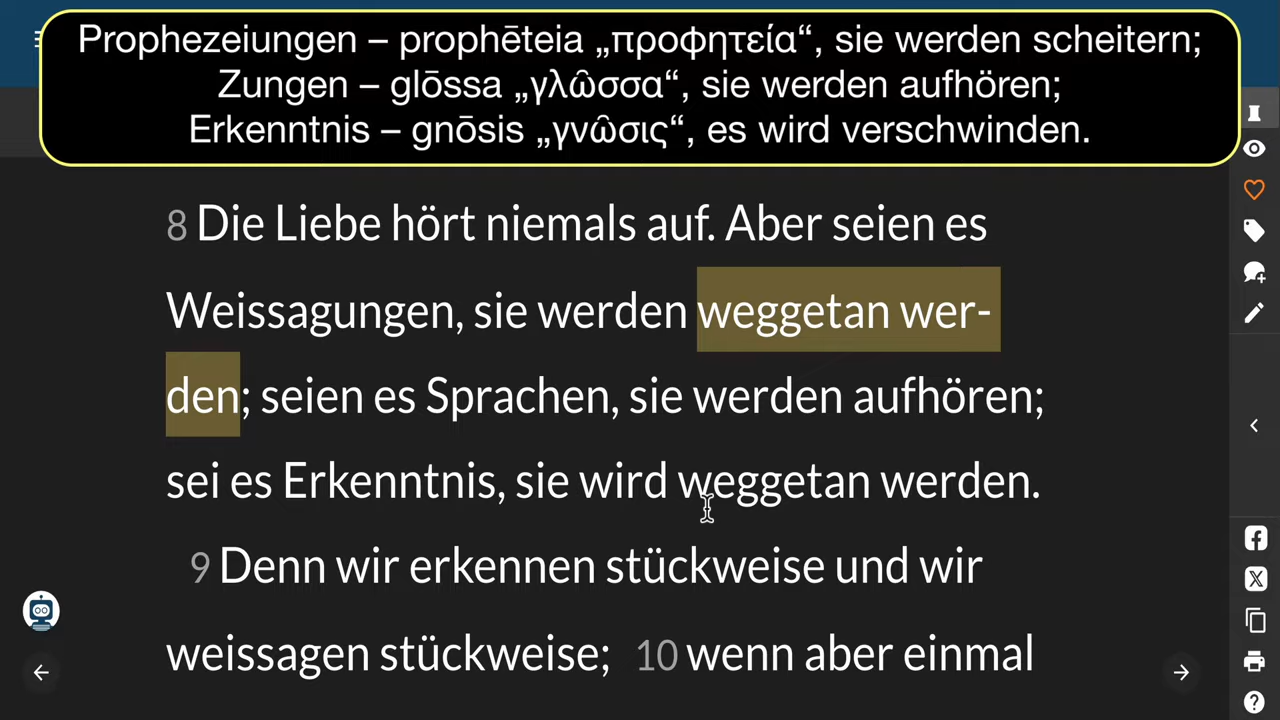 Prophezeiungen – prophēteia „προφητεία“, sie werden scheitern;
Zungen – glōssa „γλῶσσα“, sie werden aufhören;
Erkenntnis – gnōsis „γνῶσις“, es wird verschwinden.
8 Die Liebe hört niemals auf. Aber seien es
Weissagungen, sie werden weggetan wer-
den; seien es Sprachen, sie werden aufhören;
sei es Erkenntnis, sie wird weggetan werden.
9 Denn wir erkennen stückweise und wir
weissagen stückweise; 10 wenn aber einmal